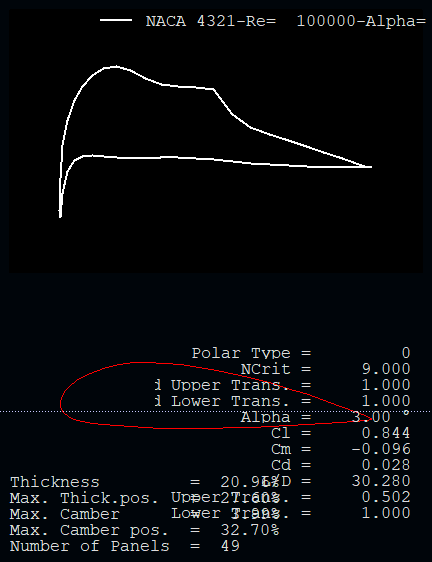 NACA 4321-Re=  100000-Alpha=
Polar Type = 0
NCrit = 9.000
d Upper Trans. = 1.000
d Lower Trans. = 1.000
Alpha = 3.00 °
Cl = 0.844
Cm = -0.096
Cd = 0.028
Thickness = 20.96% L/D = 30.280
Max. Thick.pos. = 27.60% Upper Trans. = 0.502
Max. Camber = 3.99% Lower Trans. = 1.000
Max. Camber pos. = 32.70%
Number of Panels = 49